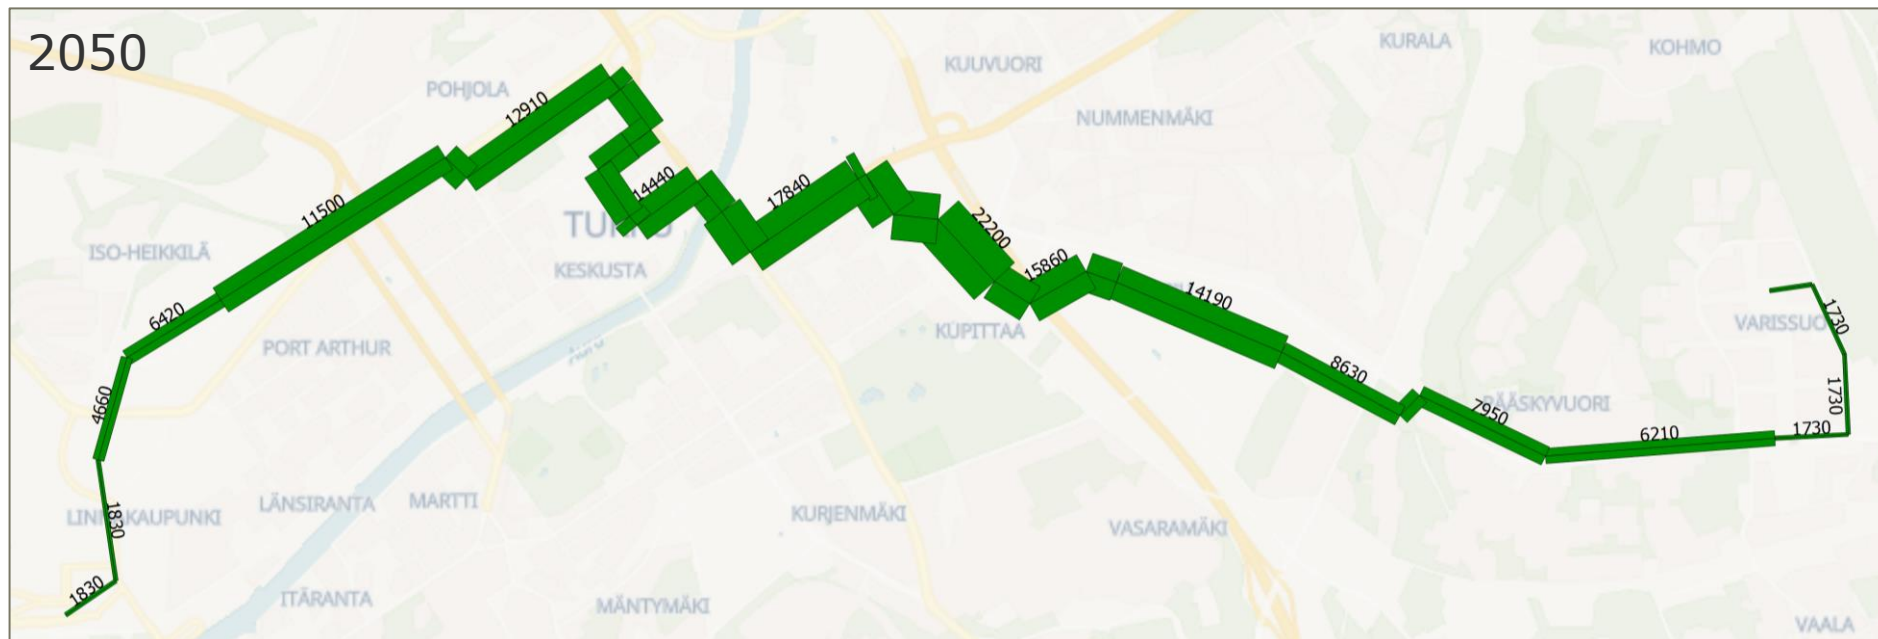 2050
KURALA
KOHMO
KUUVUORI
POHJOLA
12910
NUMMENMÄKI
14440
17840
11500
22200
ISO-HEIKKILÄ
KESKUSTA
15860
14190
6420
1730
VARISSUO
KUPITTAA
PORT ARTHUR
8630
4660
1730
PÄÄSKYVUORI
7950
1730
6210
LÄNSIRANTA
MARTTI
1830
KURJENMÄKI
VASARAMÄKI
1830
ITÄRANTA
MÄNTYMÄKI
VAALA